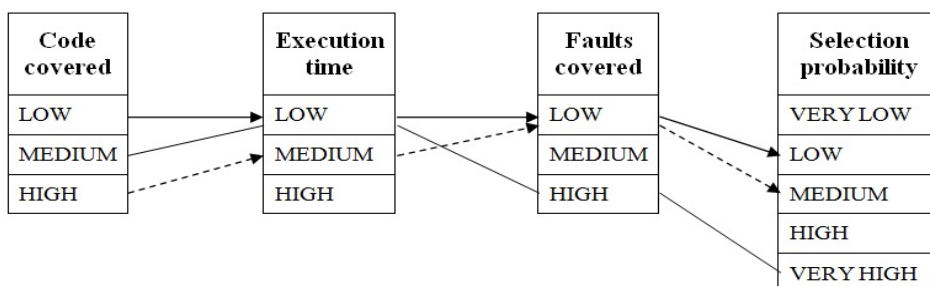 Code
covered
LOW
MEDIUM
HIGH
Execution
time
LOW
MEDIUM
HIGH
Faults
covered
LOW
MEDIUM
HIGH
Selection
probability
VERY LOW
LOW
MEDIUM
HIGH
VERY HIGH